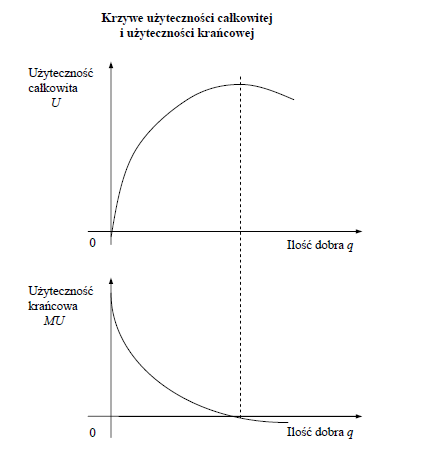 Krzywe użyteczności całkowitej
i użyteczności krańcowej
Użyteczność
całkowita
U
0
Ilość dobra q
Użyteczność
krańcowa
MU
0
Ilość dobra q